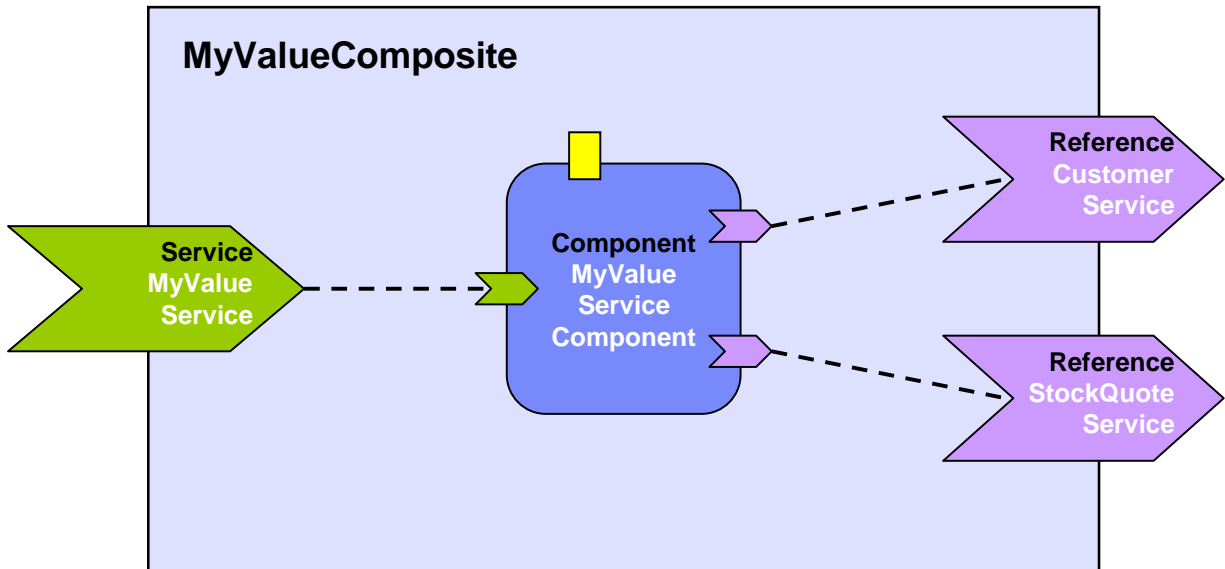 MyValueComposite
Service
MyValue
Service
Component
MyValue
Service
Component
Reference
Customer
Service
Reference
StockQuote
Service